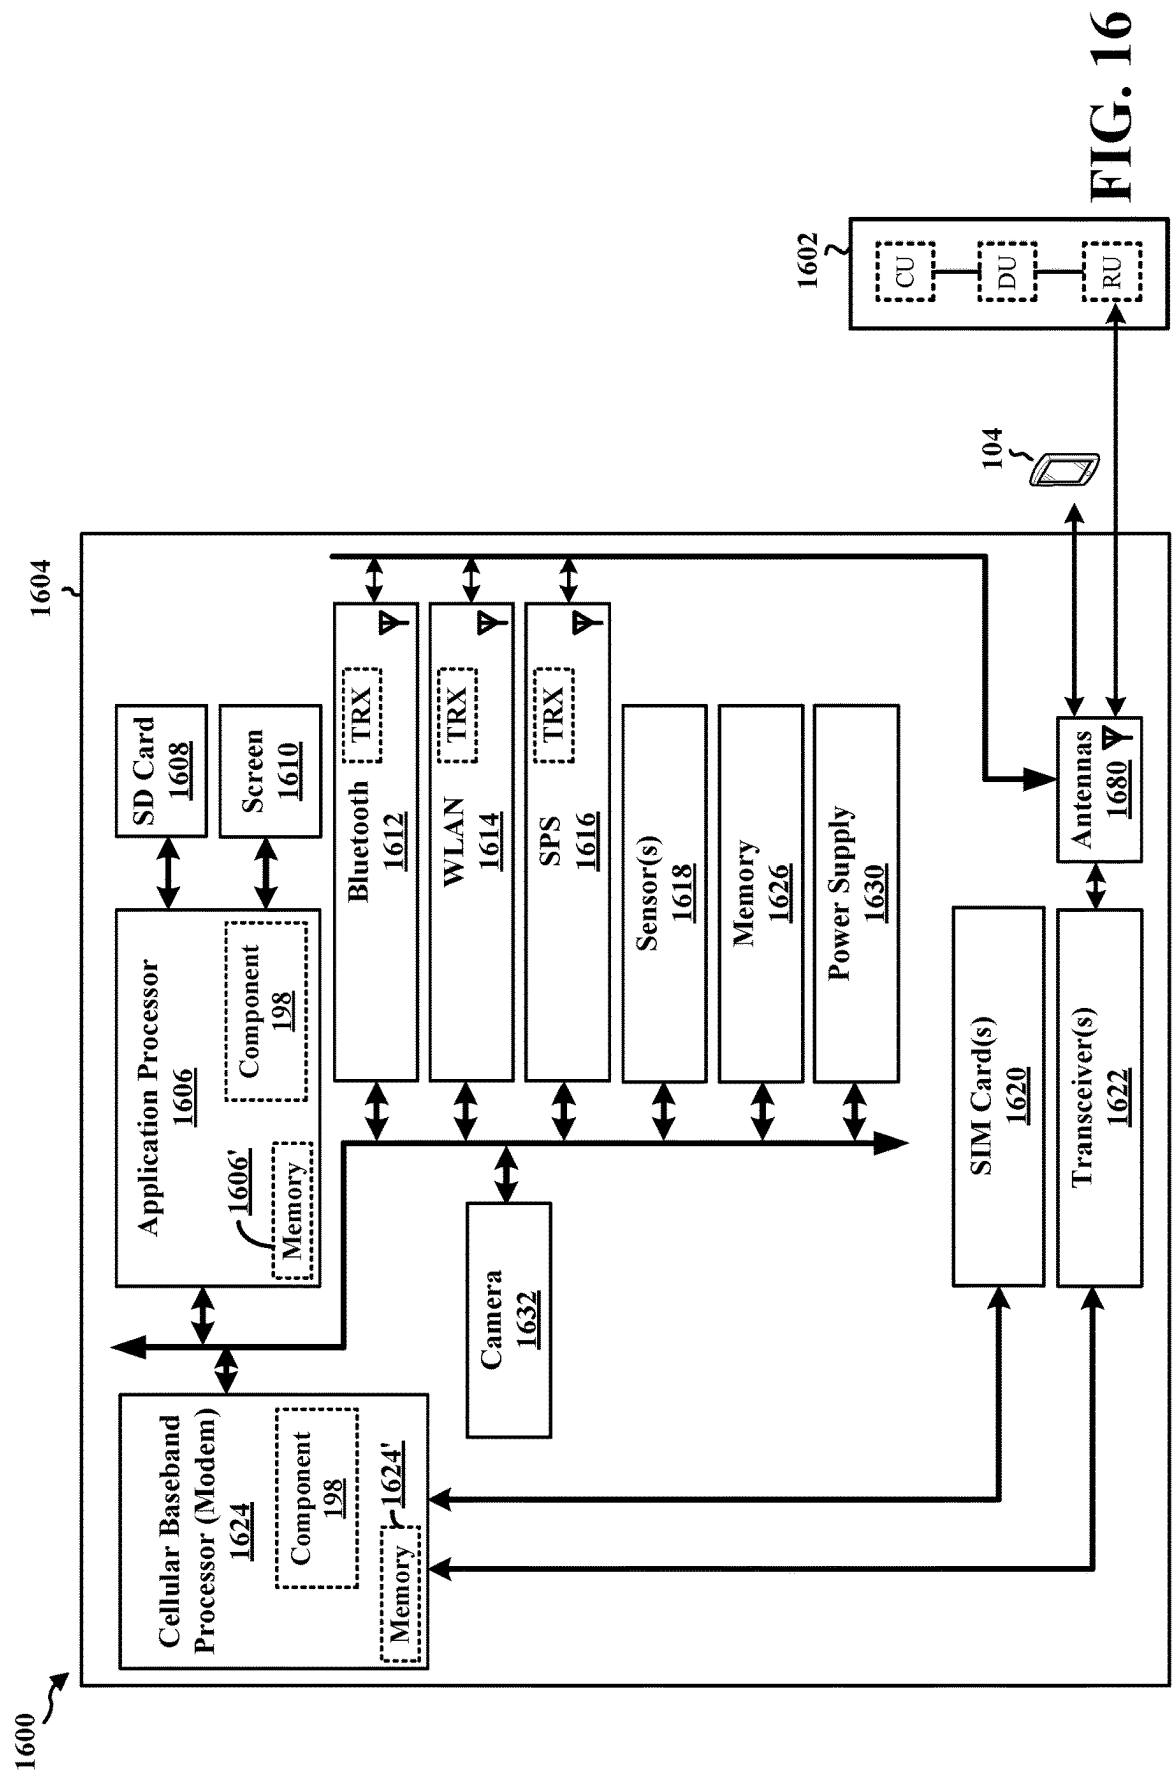 1600
1604
Cellular Baseband
Processor (Modem)
1624
Component
198
Memory
1624'
Application Processor
1606
1606'
Memory
Component
198
SD Card
1608
Screen
1610
Camera
1632
Bluetooth
1612
TRX
WLAN
1614
TRX
SPS
1616
TRX
Sensor(s)
1618
Memory
1626
Power Supply
1630
SIM Card(s)
1620
Transceiver(s)
1622
Antennas
1680
104
1602
CU
DU
RU
FIG. 16